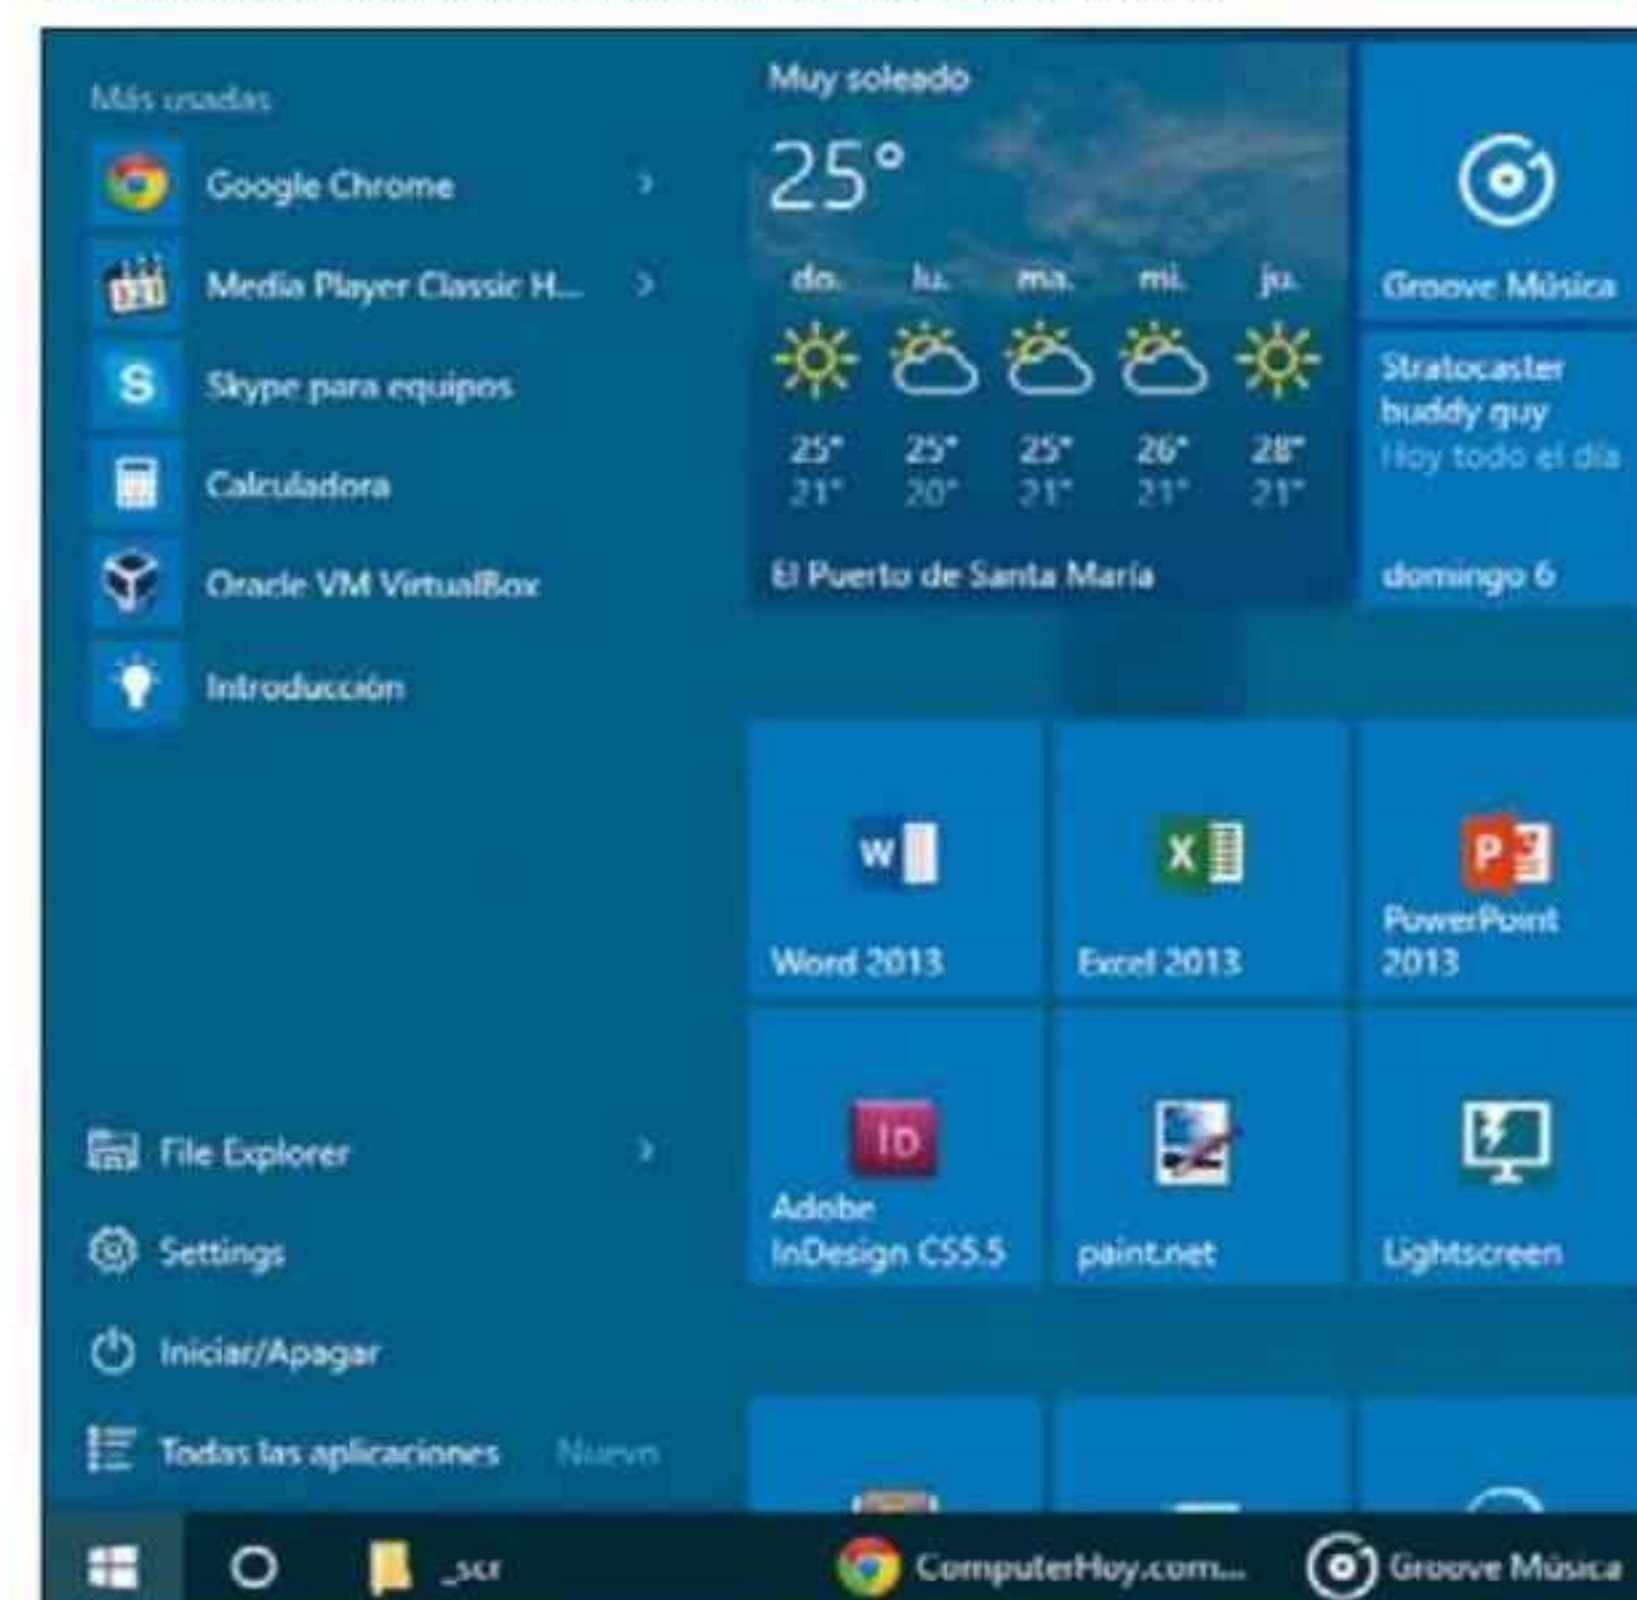 Más usadas
Google Chrome
Media Player Classic H...
Skype para equipos
Calculadora
Oracle VM VirtualBox
Introducción
File Explorer
Settings
Iniciar/Apagar
Todas las aplicaciones Nuevo
Muy soleado
25°
do. lu. ma. mi. ju.
25° 25° 25° 26° 28°
21° 20° 21° 21° 21°
El Puerto de Santa María
Groove Música
Stratocaster
buddy guy
Hoy todo el día
domingo 6
Word 2013
Excel 2013
PowerPoint
2013
Adobe
InDesign CS5.5
paint.net
Lightscreen
_scr
ComputerHoy.com...
Groove Música